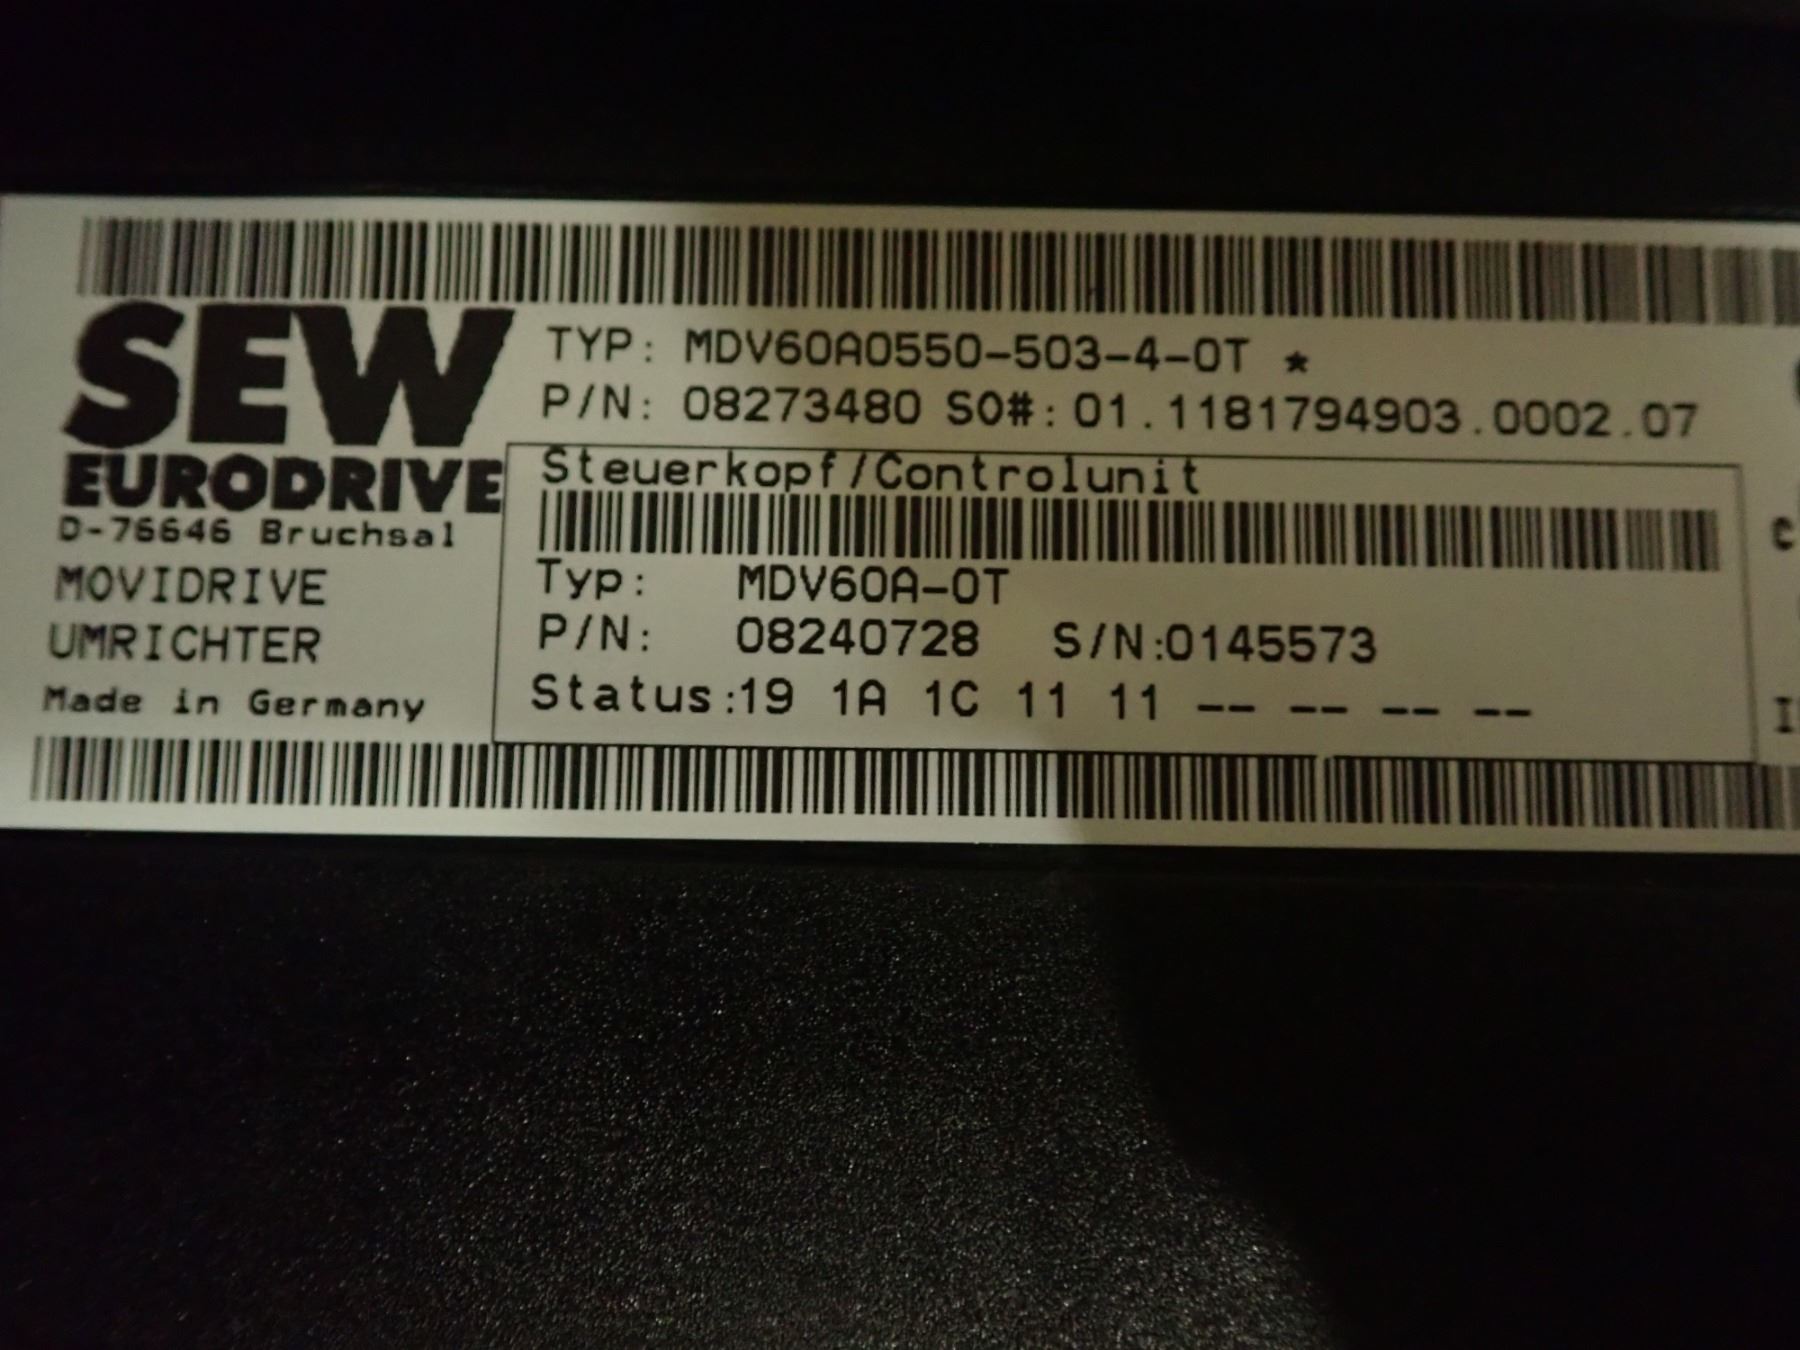 SEW
EURODRIVE
D-76646 Bruchsal
MOVIDRIVE
UMRICHTER
Made in Germany
TYP: MDV60A0550-503-4-0T *
P/N: 08273480 SO#: 01.1181794903.0002.07
Steuerkopf/Controlunit
Typ: MDV60A-0T
P/N: 08240728 S/N:0145573
Status:19 1A 1C 11 11 -- -- -- --